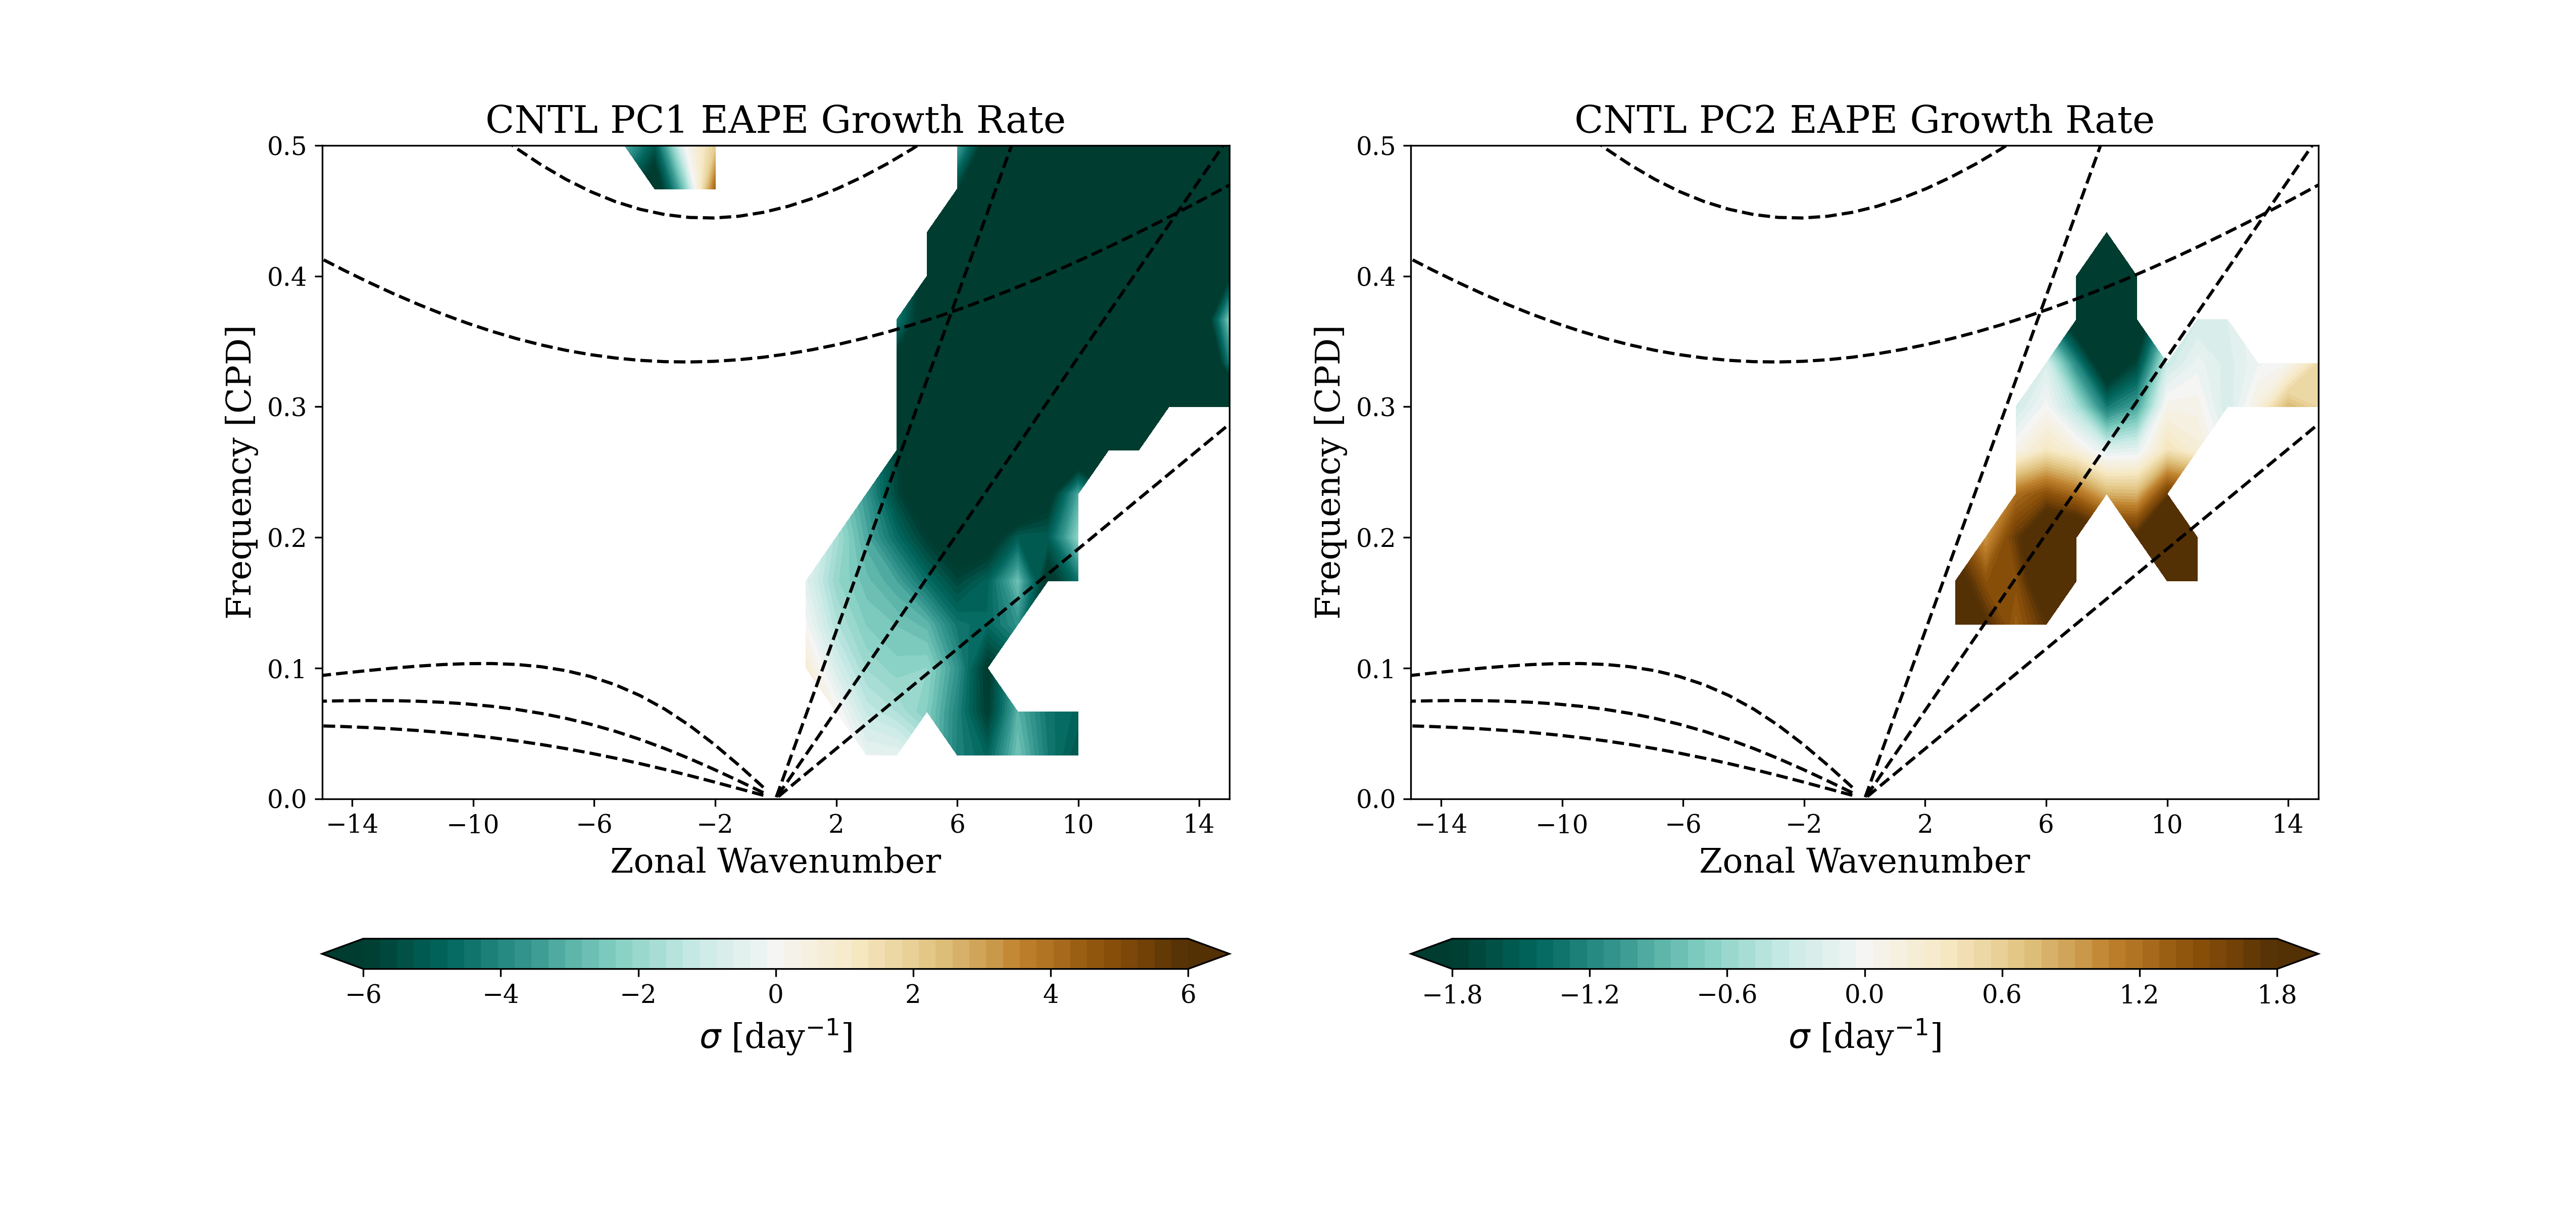 CNTL PC1 EAPE Growth Rate
0.5
0.4
0.3
0.2
0.1
0.0
Frequency [CPD]
−14 −10 −6 −2 2 6 10 14
Zonal Wavenumber
−6 −4 −2 0 2 4 6
σ [day⁻¹]
CNTL PC2 EAPE Growth Rate
0.5
0.4
0.3
0.2
0.1
0.0
Frequency [CPD]
−14 −10 −6 −2 2 6 10 14
Zonal Wavenumber
−1.8 −1.2 −0.6 0.0 0.6 1.2 1.8
σ [day⁻¹]